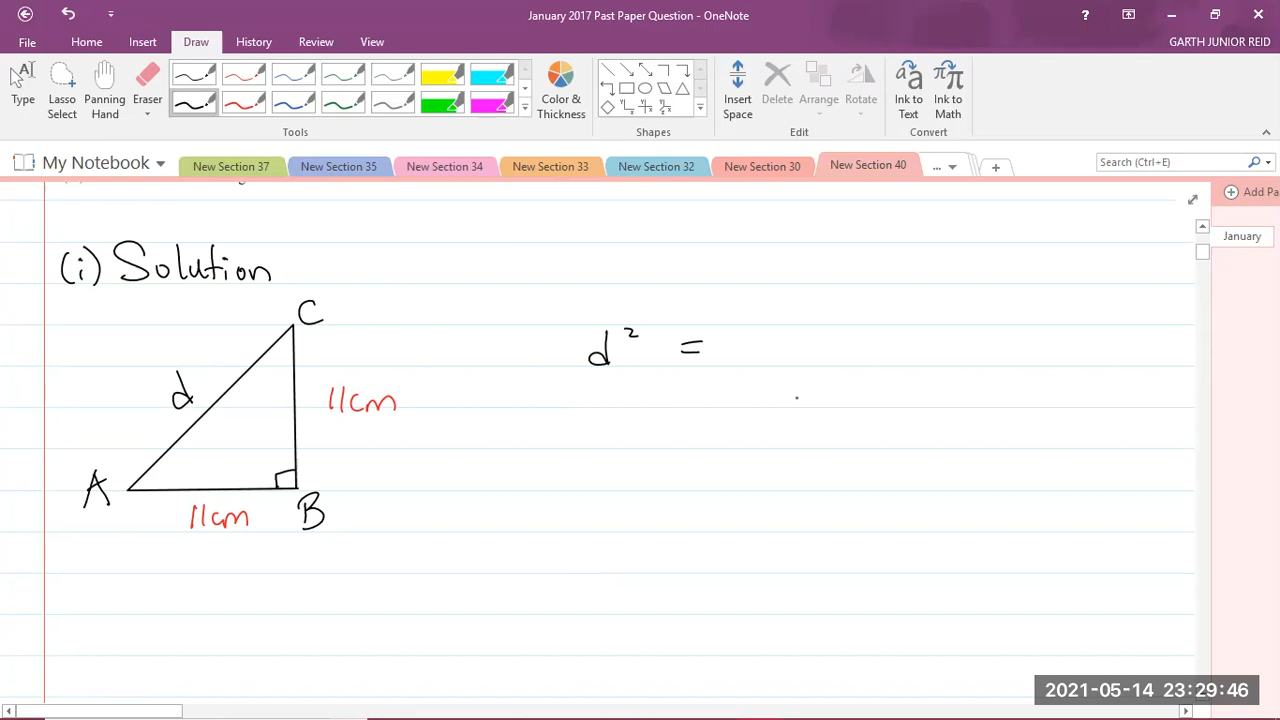 January 2017 Past Paper Question - OneNote
File Home Insert Draw History Review View GARTH JUNIOR REID
Type
Lasso Select
Panning Hand
Eraser
Color & Thickness
Insert Space
Delete
Arrange
Rotate
Ink to Text
Ink to Math
Tools Shapes Edit Convert
My Notebook New Section 37 New Section 35 New Section 34 New Section 33 New Section 32 New Section 30 New Section 40 ... Search (Ctrl+E)
Add Pa
January
(i) Solution
C
d² =
d
11cm
A
11cm
B
2021-05-14 23:29:46